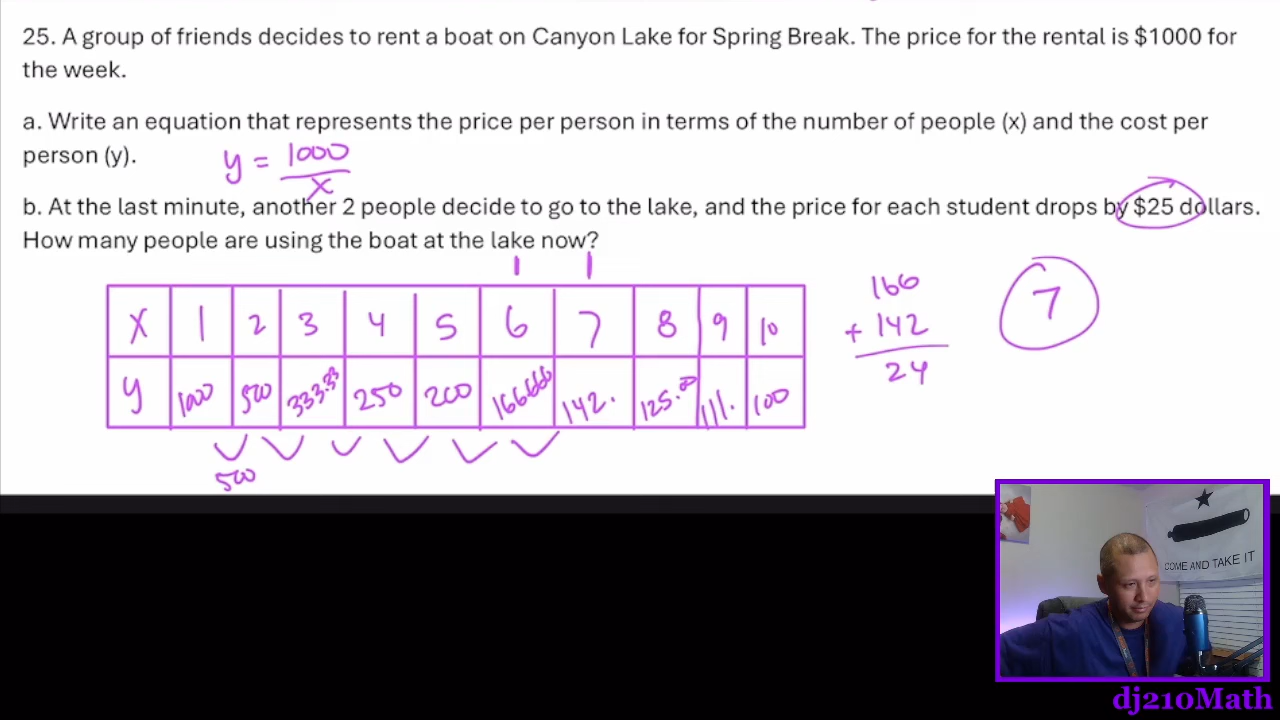 25. A group of friends decides to rent a boat on Canyon Lake for Spring Break. The price for the rental is $1000 for
the week.
a. Write an equation that represents the price per person in terms of the number of people (x) and the cost per
person (y).
y = 1000
x
b. At the last minute, another 2 people decide to go to the lake, and the price for each student drops by $25 dollars.
How many people are using the boat at the lake now?
X 1 2 3 4 5 6 7 8 9 10
y 1000 500 333.33 250 200 166.666 142. 125.00 111. 100
500
166
+ 142
24
7
COME AND TAKE IT
dj210Math